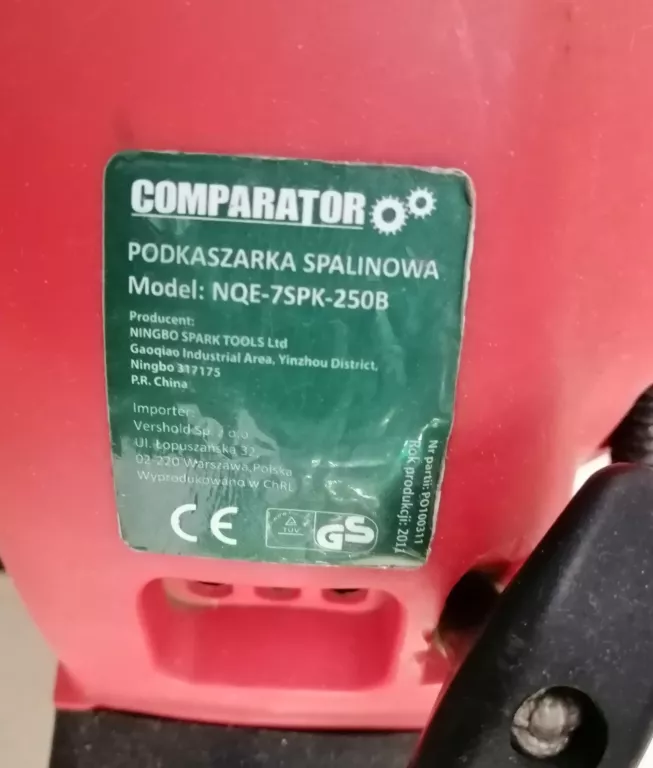 COMPARATOR
PODKASZARKA SPALINOWA
Model: NQE-7SPK-250B
Producent:
NINGBO SPARK TOOLS Ltd
Gaoqiao Industrial Area, Yinzhou District,
Ningbo 317175
P.R. China
Importer:
Vershold Sp. z o.o.
Ul. Łopuszańska 32,
02-220 Warszawa,Polska
Wyprodukowano w ChRL
CE
TUV
GS
Nr partii: PO100311
Rok produkcji: